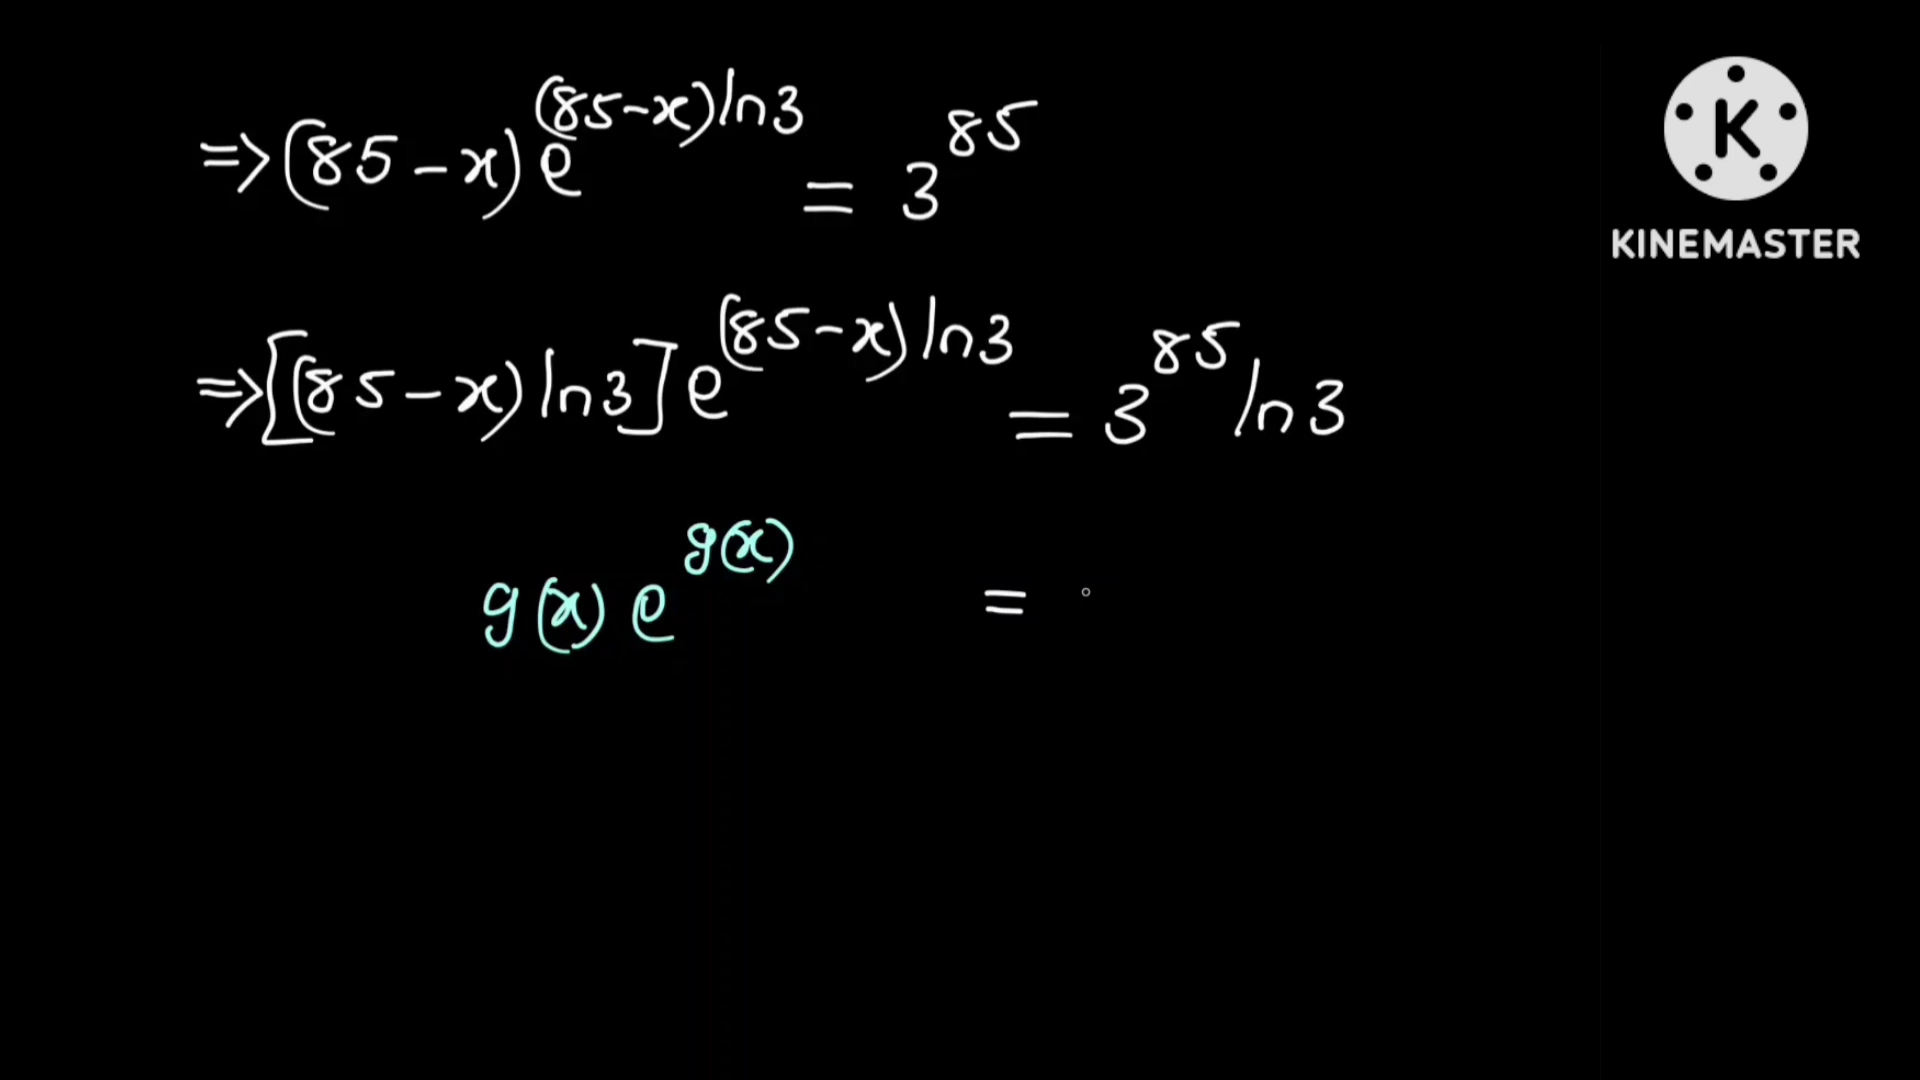 => (85-x) e^((85-x) ln3) = 3^85
K
KINEMASTER
=> [(85-x) ln3] e^((85-x) ln3) = 3^85 ln3
g(x) e^(g(x)) =